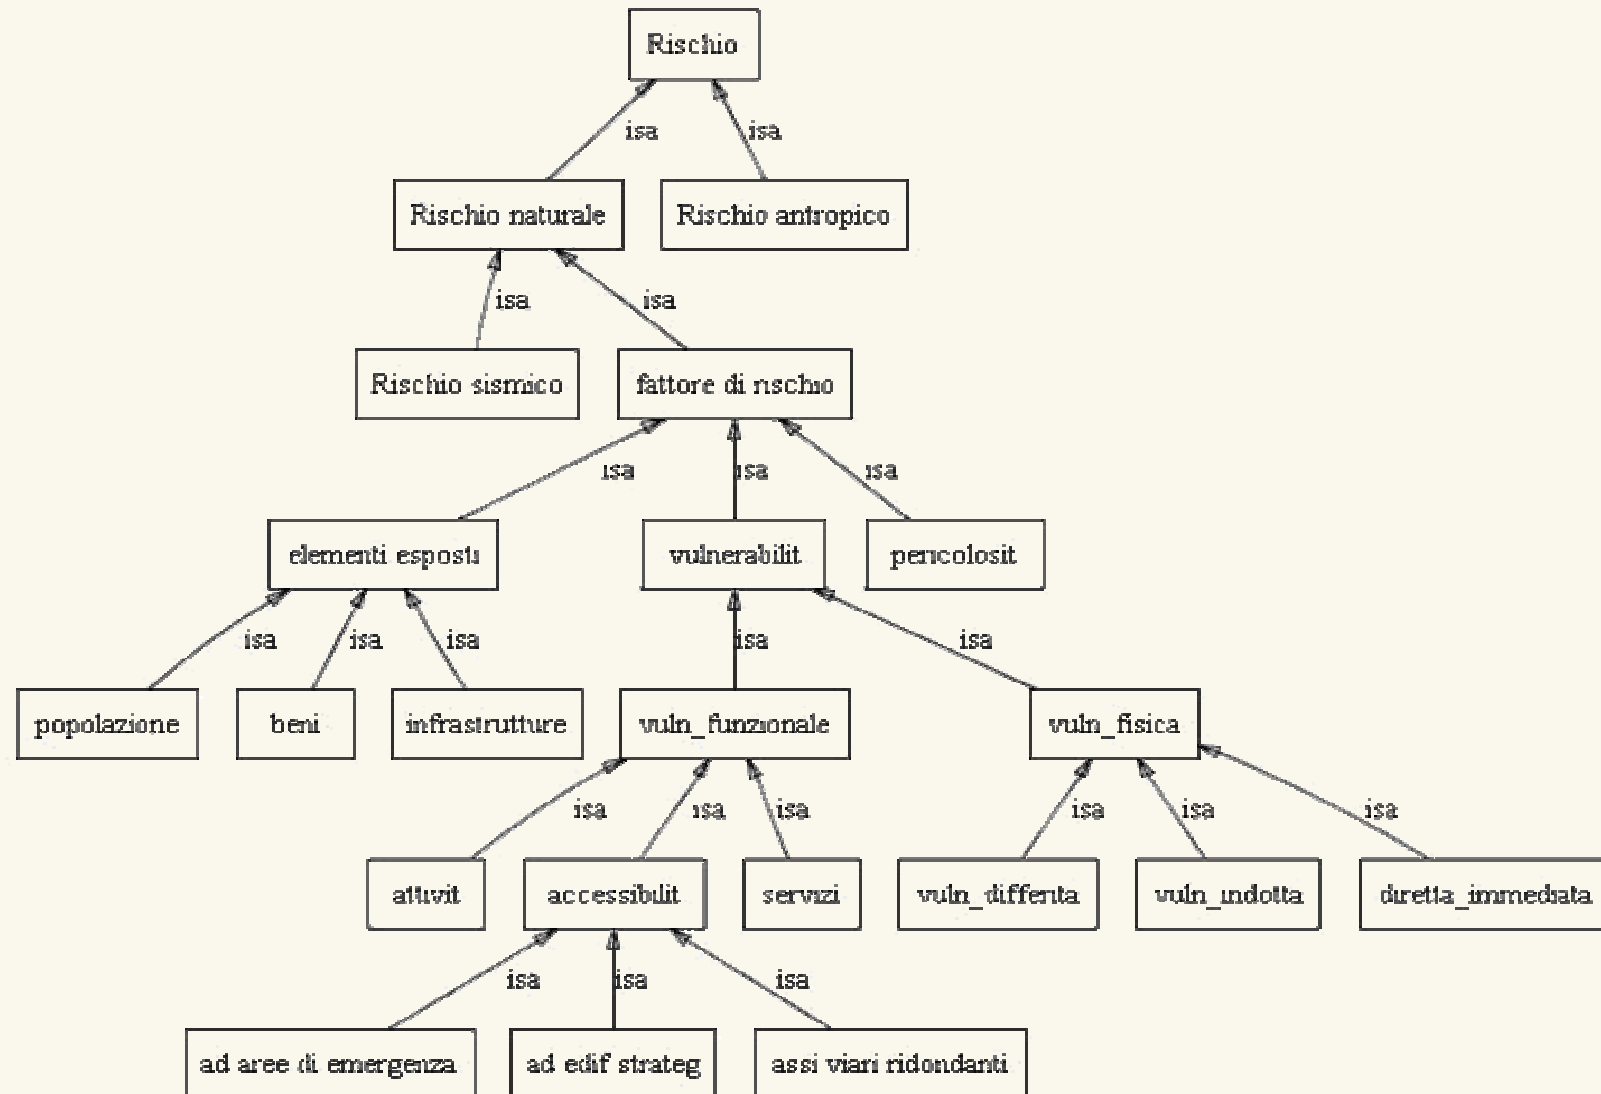 Rischio
isa
isa
Rischio naturale
Rischio antropico
isa
isa
Rischio sismico
fattore di rischio
isa
isa
isa
elementi esposti
vulnerabilit
pericolosit
isa
isa
isa
isa
isa
popolazione
beni
infrastrutture
vuln_funzionale
vuln_fisica
isa
isa
isa
isa
isa
isa
attivit
accessibilit
servizi
vuln_differita
vuln_indotta
diretta_immediata
isa
isa
isa
ad aree di emergenza
ad edif strateg
assi viari ridondanti